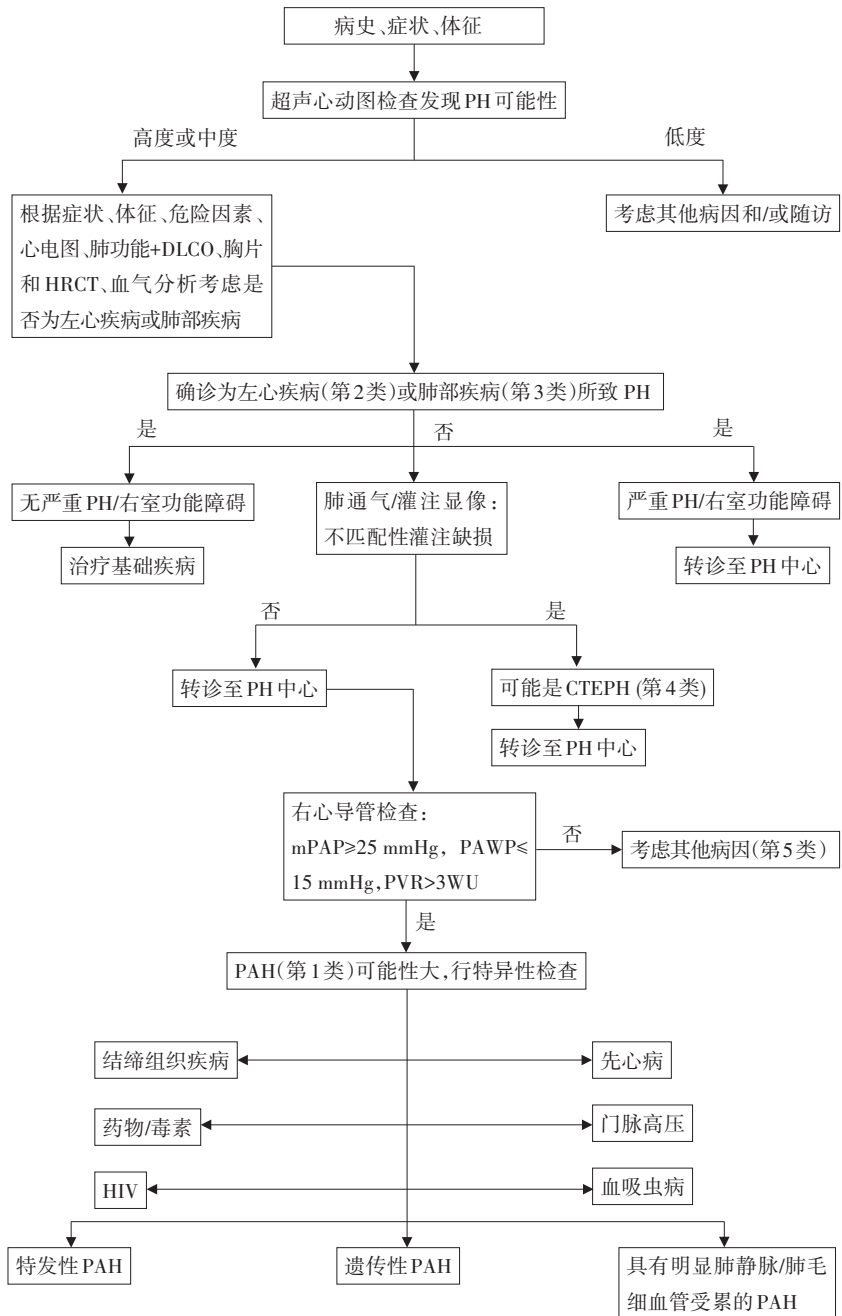 病史、症状、体征
超声心动图检查发现PH可能性
高度或中度
低度
根据症状、体征、危险因素、
心电图、肺功能+DLCO、胸片
和HRCT、血气分析考虑是
否为左心疾病或肺部疾病
考虑其他病因和/或随访
确诊为左心疾病(第2类)或肺部疾病(第3类)所致 PH
是
否
是
无严重PH/右室功能障碍
肺通气/灌注显像:
不匹配性灌注缺损
严重PH/右室功能障碍
治疗基础疾病
转诊至PH中心
否
是
转诊至PH中心
可能是CTEPH (第4类)
转诊至PH中心
右心导管检查:
mPAP≥25 mmHg, PAWP≤
15 mmHg,PVR>3WU
否
考虑其他病因(第5类)
是
PAH(第1类)可能性大,行特异性检查
结缔组织疾病
先心病
药物/毒素
门脉高压
HIV
血吸虫病
特发性PAH
遗传性PAH
具有明显肺静脉/肺毛
细血管受累的PAH